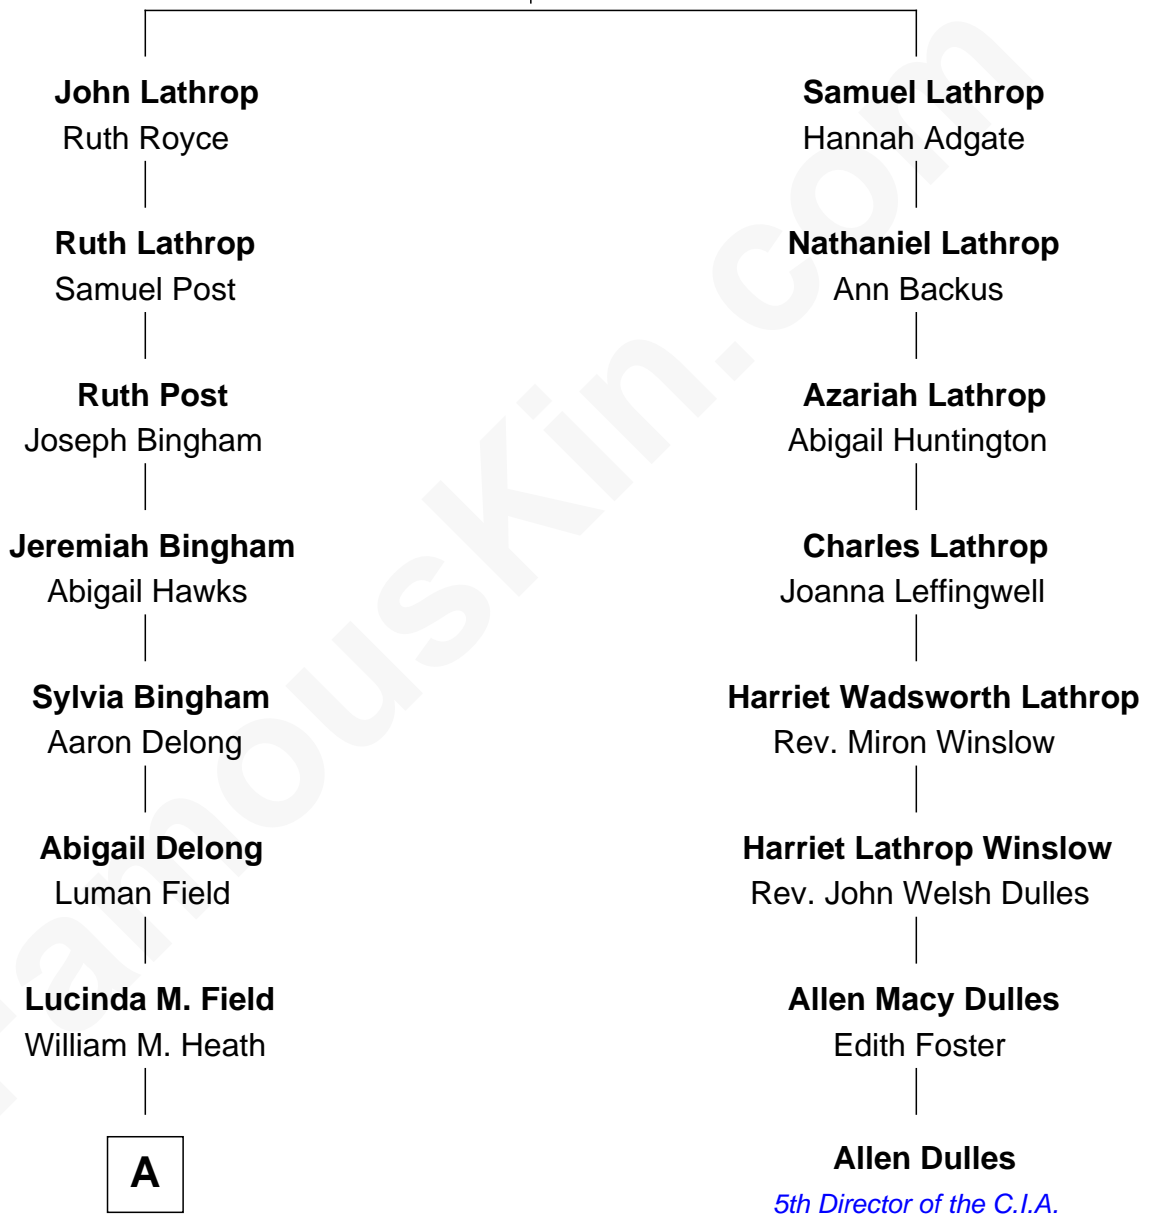 John Lathrop
Ruth Royce
Samuel Lathrop
Hannah Adgate
Ruth Lathrop
Samuel Post
Nathaniel Lathrop
Ann Backus
Ruth Post
Joseph Bingham
Azariah Lathrop
Abigail Huntington
Jeremiah Bingham
Abigail Hawks
Charles Lathrop
Joanna Leffingwell
Sylvia Bingham
Aaron Delong
Harriet Wadsworth Lathrop
Rev. Miron Winslow
Abigail Delong
Luman Field
Harriet Lathrop Winslow
Rev. John Welsh Dulles
Lucinda M. Field
William M. Heath
Allen Macy Dulles
Edith Foster
A
Allen Dulles
5th Director of the C.I.A.
FamousKin.com